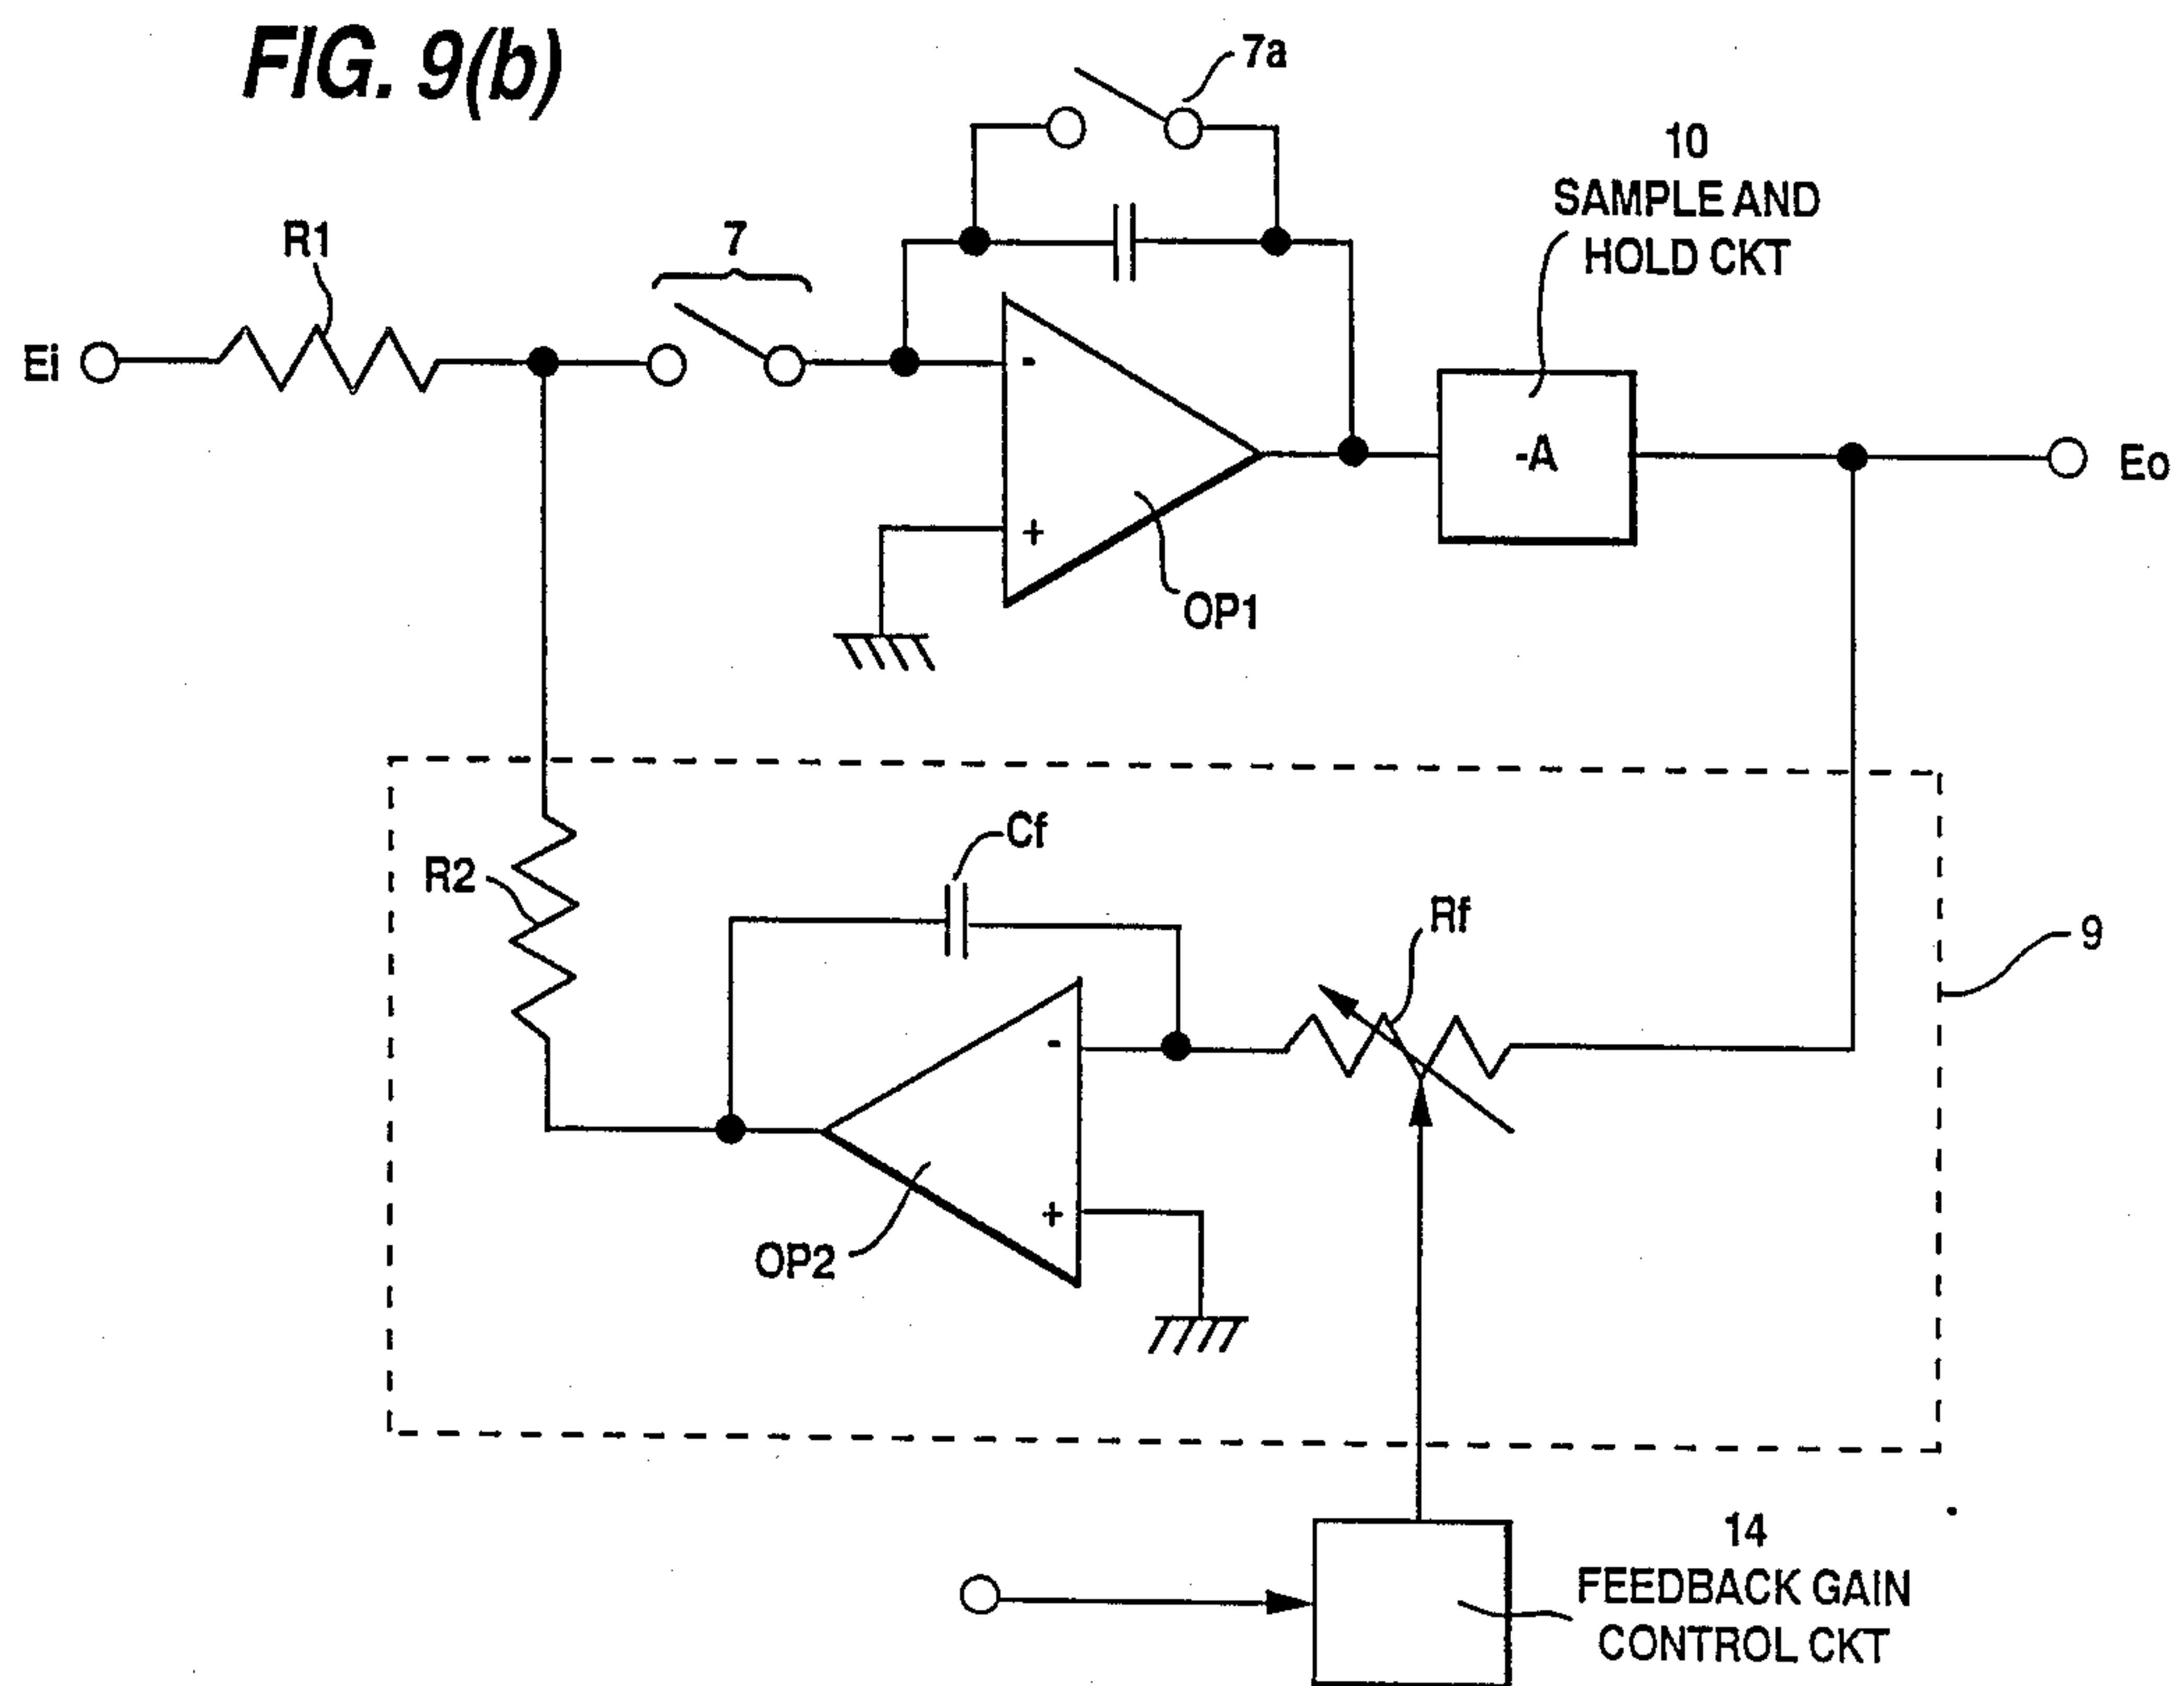 FIG. 9(b)
7a
10
SAMPLE AND
HOLD CKT
R1
7
Ei
-
-A
Eo
+
OP1
Cf
R2
Rf
9
-
+
OP2
14
FEEDBACK GAIN
CONTROL CKT